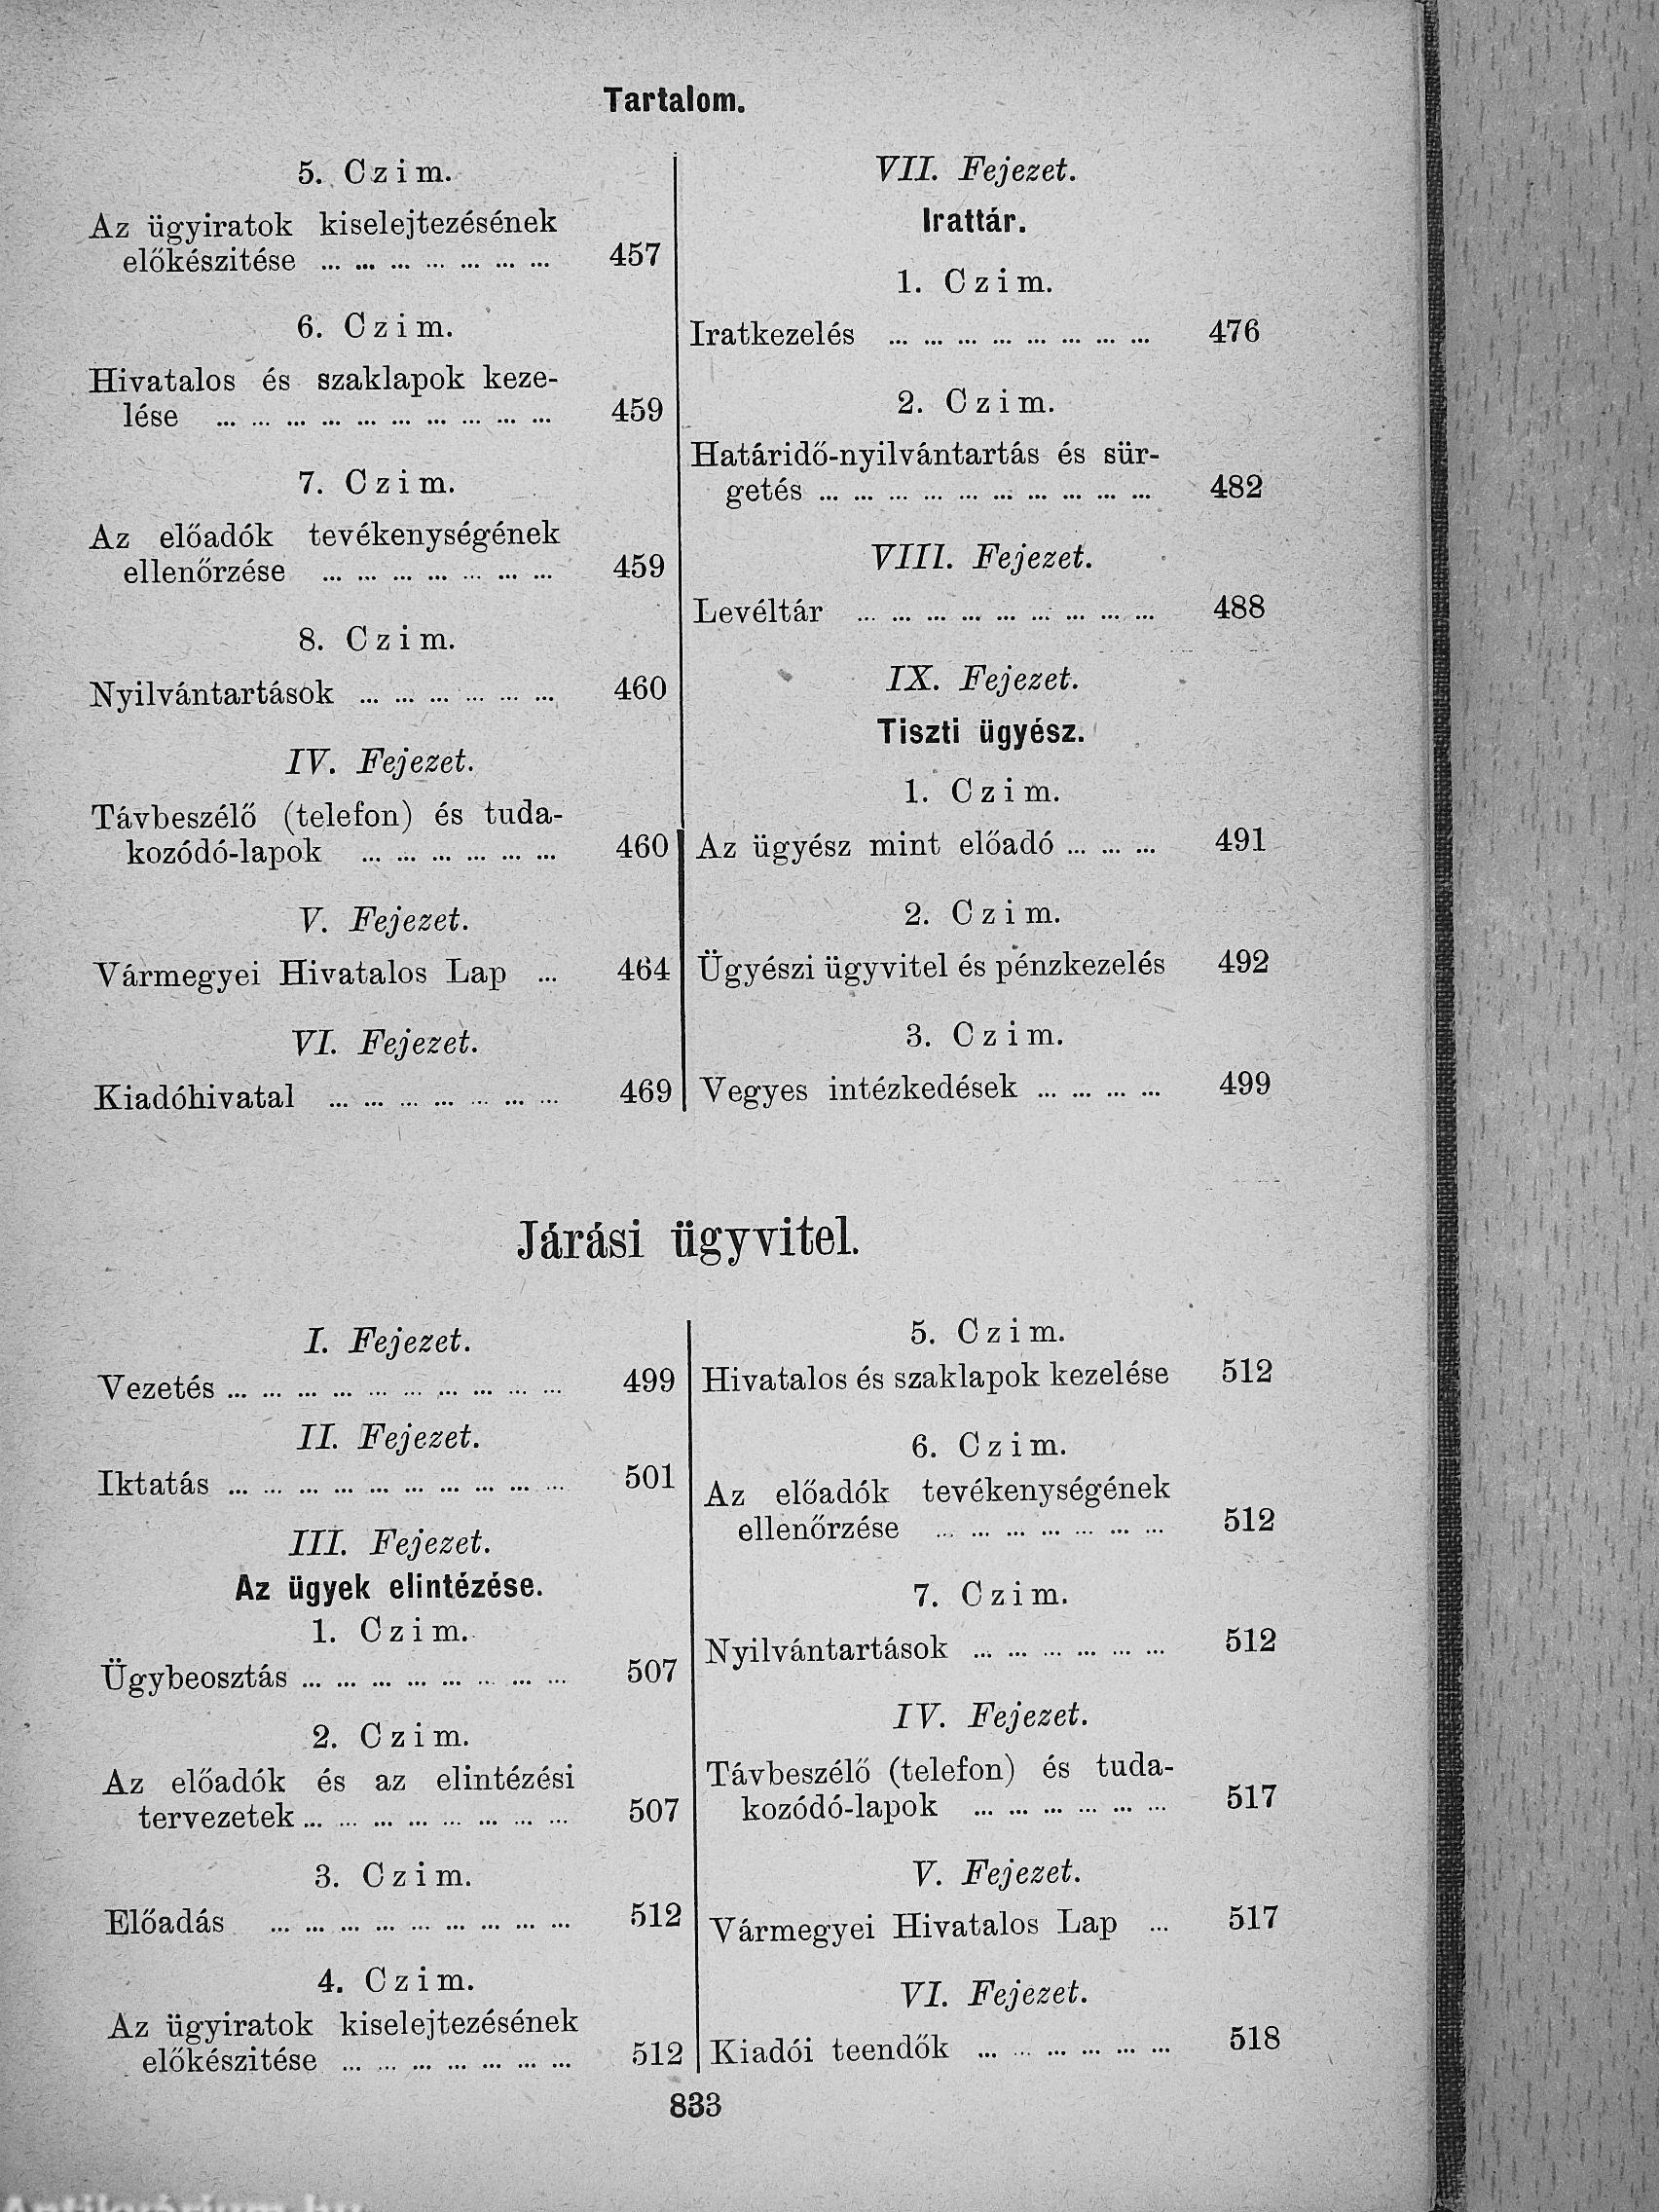 Tartalom.
5. Czim.
Az ügyiratok kiselejtezésének
előkészitése ... ... ... ... ... ... ... 457
6. Czim.
Hivatalos és szaklapok keze-
lése ... ... ... ... ... ... ... ... ... ... 459
7. Czim.
Az előadók tevékenységének
ellenőrzése ... ... ... ... ... ... ... 459
8. Czim.
Nyilvántartások ... ... ... ... ... ... 460
IV. Fejezet.
Távbeszélő (telefon) és tuda-
kozódó-lapok ... ... ... ... ... ... 460
V. Fejezet.
Vármegyei Hivatalos Lap ... 464
VI. Fejezet.
Kiadóhivatal ... ... ... ... ... ... ... 469
VII. Fejezet.
Irattár.
1. Czim.
Iratkezelés ... ... ... ... ... ... ... ... 476
2. Czim.
Határidő-nyilvántartás és sür-
getés ... ... ... ... ... ... ... ... ... ... 482
VIII. Fejezet.
Levéltár ... ... ... ... ... ... ... ... ... 488
IX. Fejezet.
Tiszti ügyész.
1. Czim.
Az ügyész mint előadó ... ... ... 491
2. Czim.
Ügyészi ügyvitel és pénzkezelés 492
3. Czim.
Vegyes intézkedések ... ... ... ... 499
Járási ügyvitel.
I. Fejezet.
Vezetés ... ... ... ... ... ... ... ... ... ... 499
II. Fejezet.
Iktatás ... ... ... ... ... ... ... ... ... ... 501
III. Fejezet.
Az ügyek elintézése.
1. Czim.
Ügybeosztás ... ... ... ... ... ... ... ... 507
2. Czim.
Az előadók és az elintézési
tervezetek ... ... ... ... ... ... ... ... 507
3. Czim.
Előadás ... ... ... ... ... ... ... ... ... 512
4. Czim.
Az ügyiratok kiselejtezésének
előkészitése ... ... ... ... ... ... ... 512
5. Czim.
Hivatalos és szaklapok kezelése 512
6. Czim.
Az előadók tevékenységének
ellenőrzése ... ... ... ... ... ... ... 512
7. Czim.
Nyilvántartások ... ... ... ... ... ... 512
IV. Fejezet.
Távbeszélő (telefon) és tuda-
kozódó-lapok ... ... ... ... ... ... 517
V. Fejezet.
Vármegyei Hivatalos Lap ... 517
VI. Fejezet.
Kiadói teendők ... ... ... ... ... ... 518
833